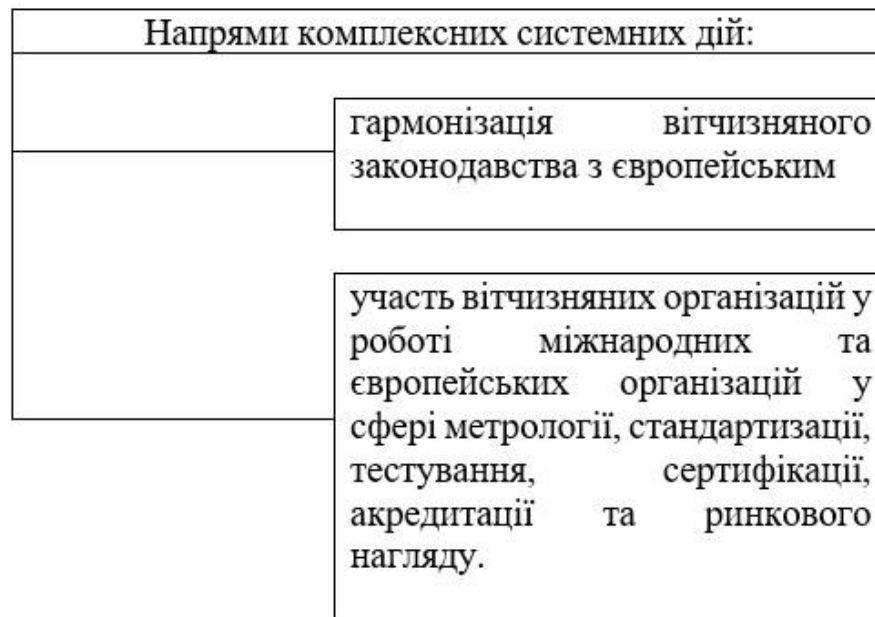 Напрями комплексних системних дій:
гармонізація вітчизняного
законодавства з європейським
участь вітчизняних організацій у
роботі міжнародних та
європейських організацій у
сфері метрології, стандартизації,
тестування, сертифікації,
акредитації та ринкового
нагляду.